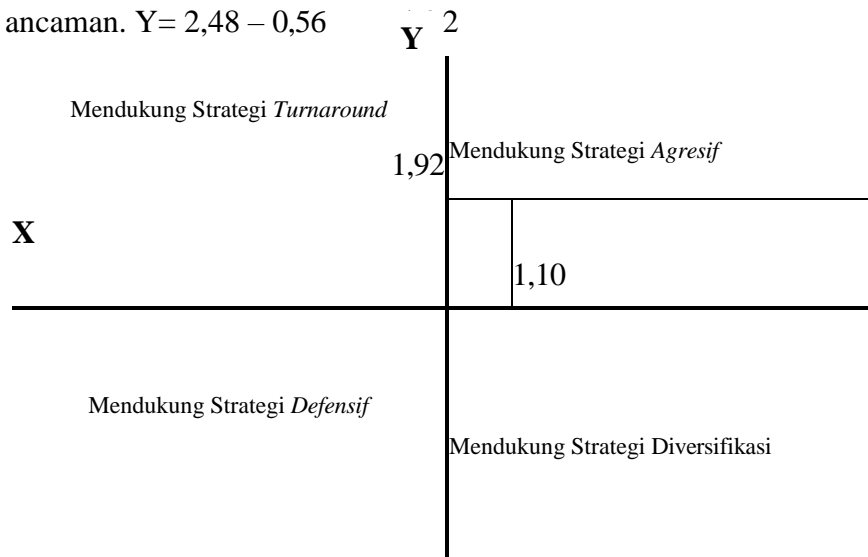 ancaman. Y= 2,48 – 0,56
Y 2
Mendukung Strategi Turnaround
Mendukung Strategi Agresif
1,92
X
1,10
Mendukung Strategi Defensif
Mendukung Strategi Diversifikasi